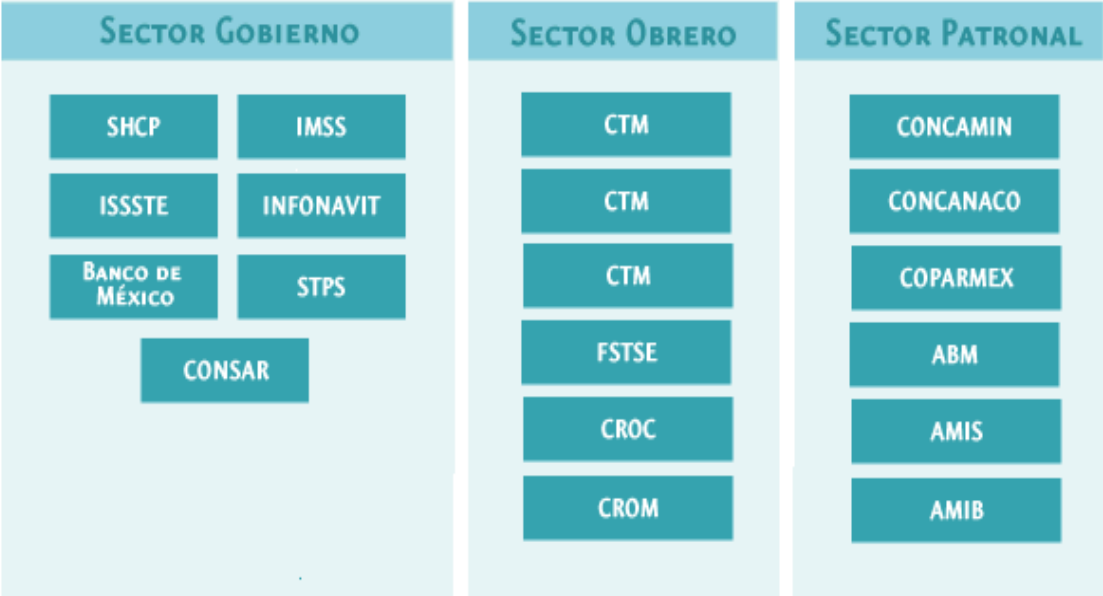 SECTOR GOBIERNO
SHCP
IMSS
ISSSTE
INFONAVIT
BANCO DE
MÉXICO
STPS
CONSAR
SECTOR OBRERO
CTM
CTM
CTM
FSTSE
CROC
CROM
SECTOR PATRONAL
CONCAMIN
CONCANACO
COPARMEX
ABM
AMIS
AMIB